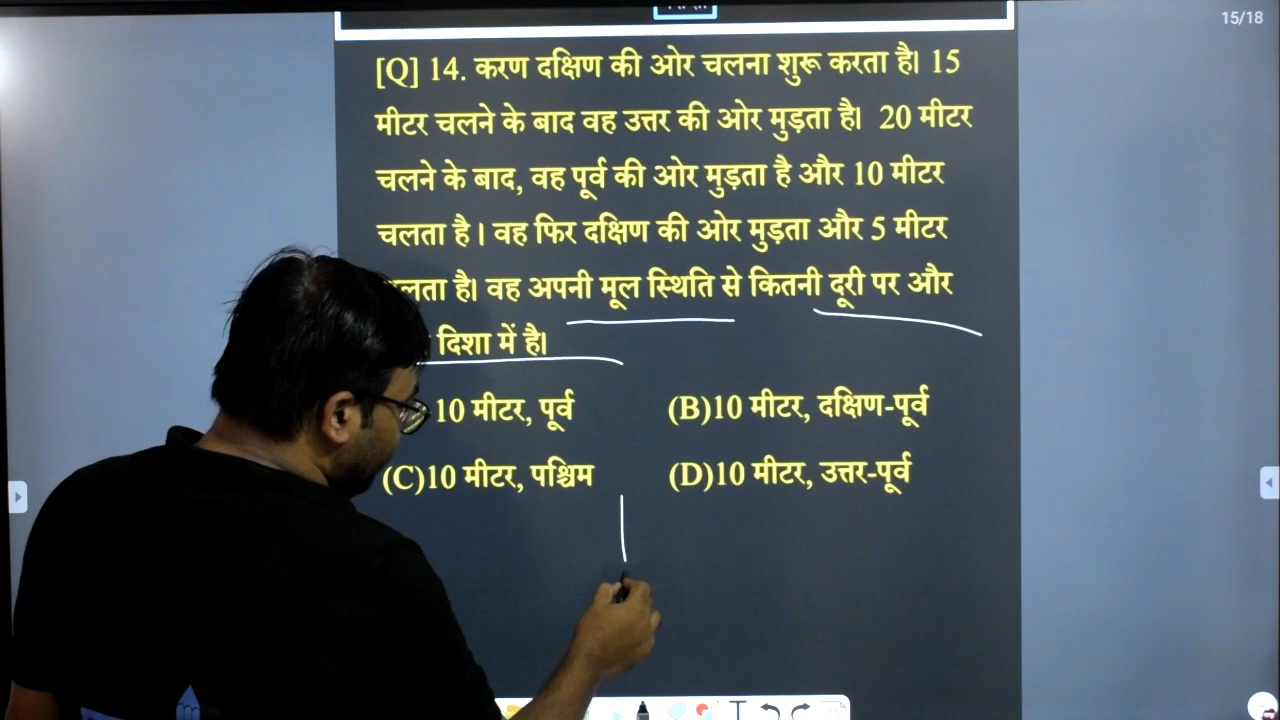 15/18
[Q] 14. करण दक्षिण की ओर चलना शुरू करता है। 15
मीटर चलने के बाद वह उत्तर की ओर मुड़ता है। 20 मीटर
चलने के बाद, वह पूर्व की ओर मुड़ता है और 10 मीटर
चलता है। वह फिर दक्षिण की ओर मुड़ता और 5 मीटर
है। वह अपनी मूल स्थिति से कितनी दूरी पर और
दिशा में है।
10 मीटर, पूर्व (B)10 मीटर, दक्षिण-पूर्व
(C)10 मीटर, पश्चिम (D)10 मीटर, उत्तर-पूर्व
T